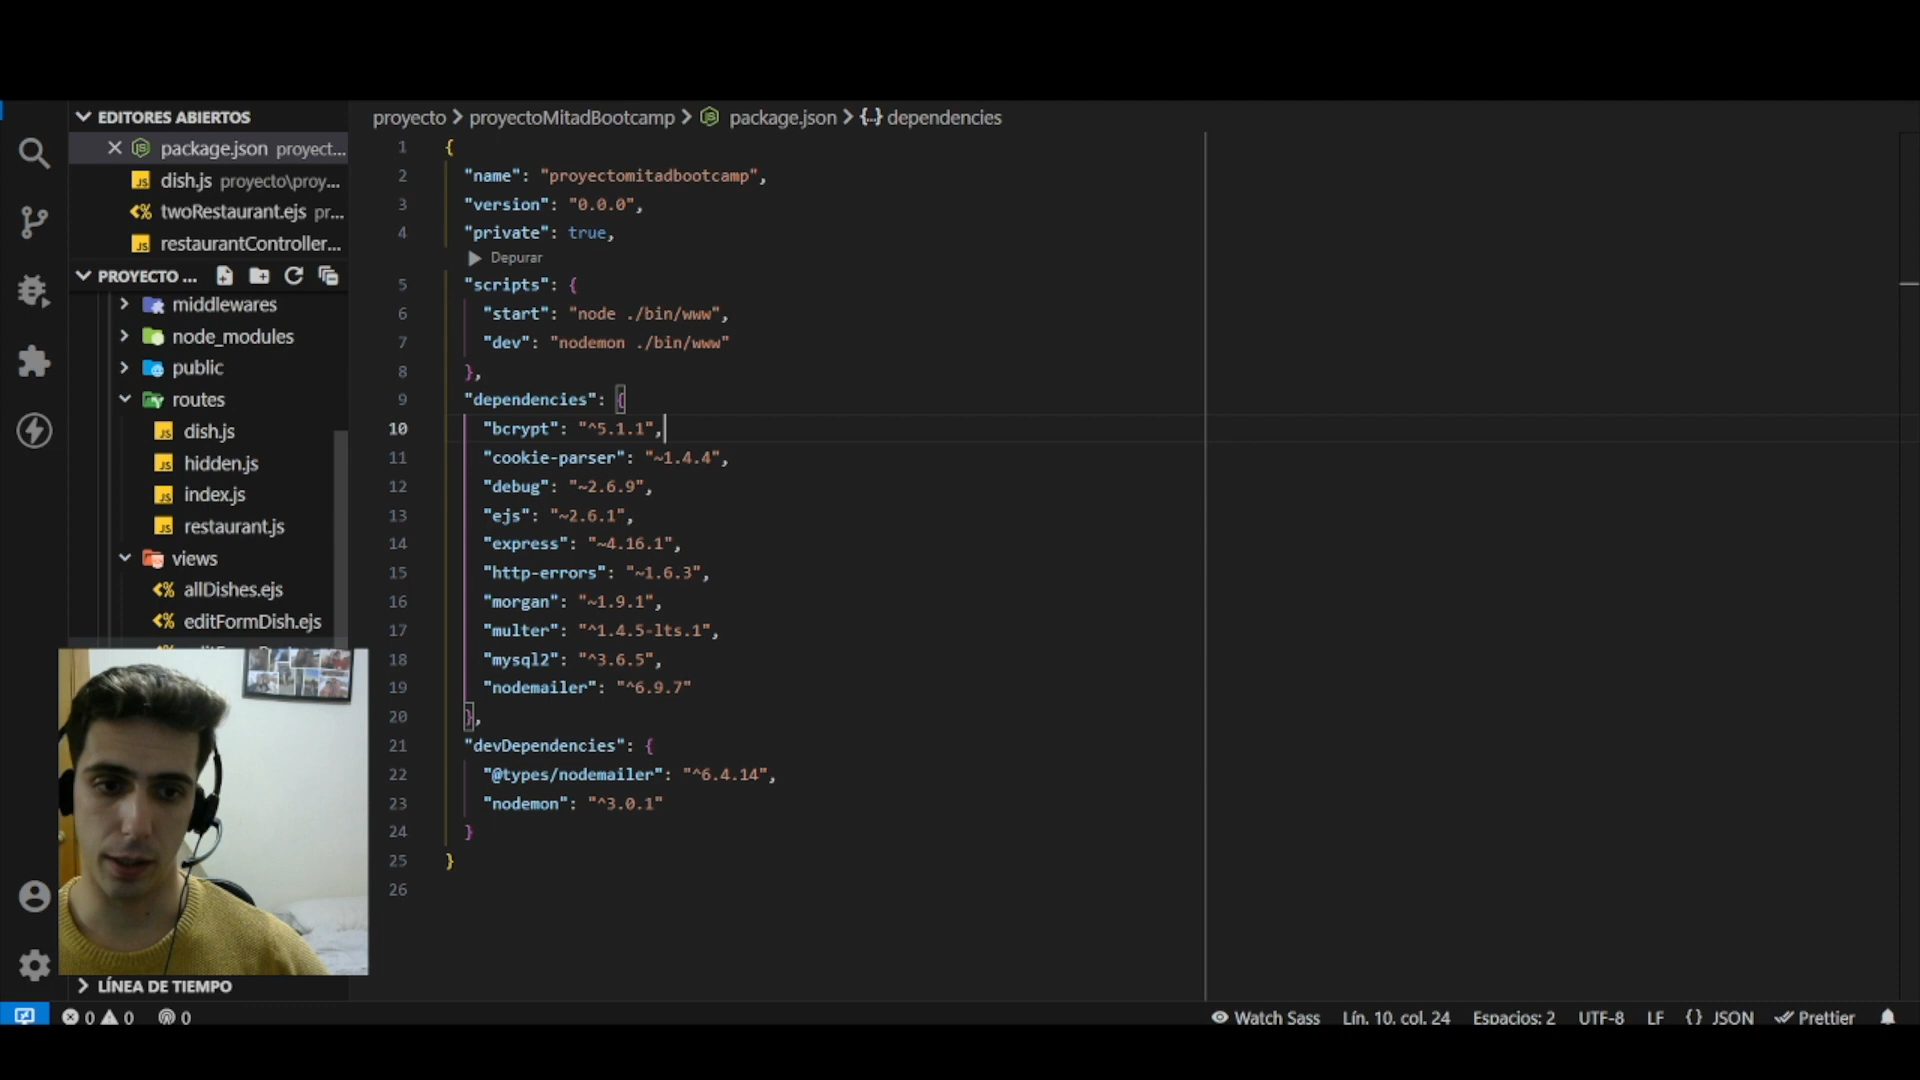 EDITORES ABIERTOS
package.json proyect...
dish.js proyecto\proy...
twoRestaurant.ejs pr...
restaurantController...
PROYECTO ...
middlewares
node_modules
public
routes
dish.js
hidden.js
index.js
restaurant.js
views
allDishes.ejs
editFormDish.ejs
LÍNEA DE TIEMPO
proyecto > proyectoMitadBootcamp > package.json > {..} dependencies
1 {
2 "name": "proyectomitadbootcamp",
3 "version": "0.0.0",
4 "private": true,
Depurar
5 "scripts": {
6 "start": "node ./bin/www",
7 "dev": "nodemon ./bin/www"
8 },
9 "dependencies": {
10 "bcrypt": "^5.1.1",
11 "cookie-parser": "~1.4.4",
12 "debug": "~2.6.9",
13 "ejs": "~2.6.1",
14 "express": "~4.16.1",
15 "http-errors": "~1.6.3",
16 "morgan": "~1.9.1",
17 "multer": "^1.4.5-lts.1",
18 "mysql2": "^3.6.5",
19 "nodemailer": "^6.9.7"
20 },
21 "devDependencies": {
22 "@types/nodemailer": "^6.4.14",
23 "nodemon": "^3.0.1"
24 }
25 }
26
0 0 0
Watch Sass Lín. 10, col. 24 Espacios: 2 UTF-8 LF {} JSON Prettier